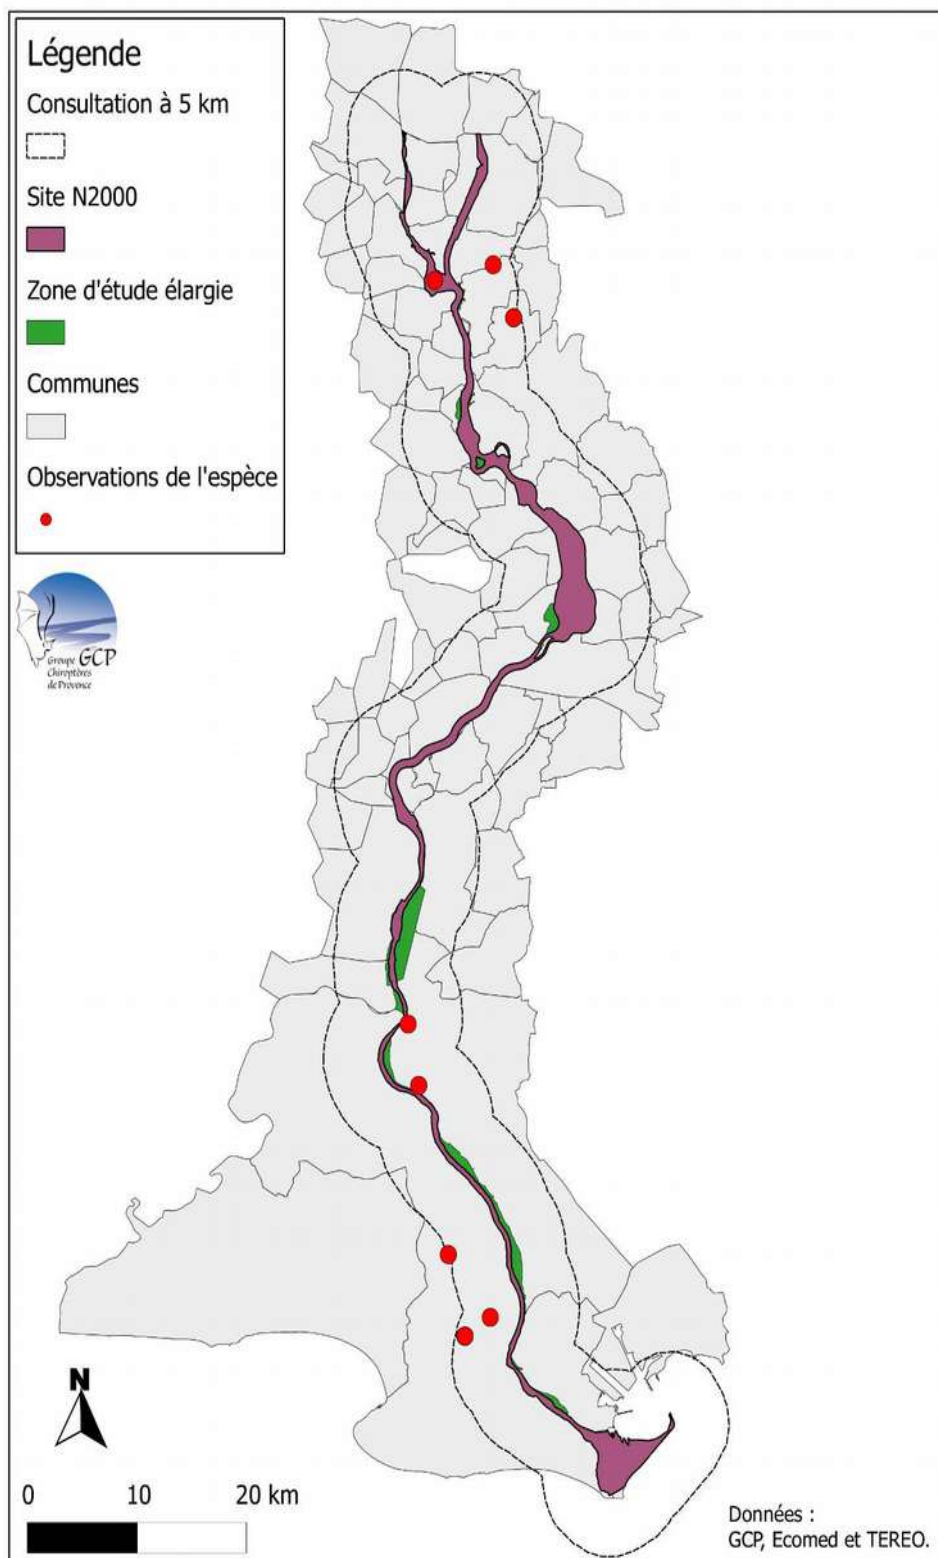 Légende
Consultation à 5 km
Site N2000
Zone d'étude élargie
Communes
Observations de l'espèce
Groupe GCP
Chiroptères
de Provence
N
0 10 20 km
Données :
GCP, Ecomed et TEREO.